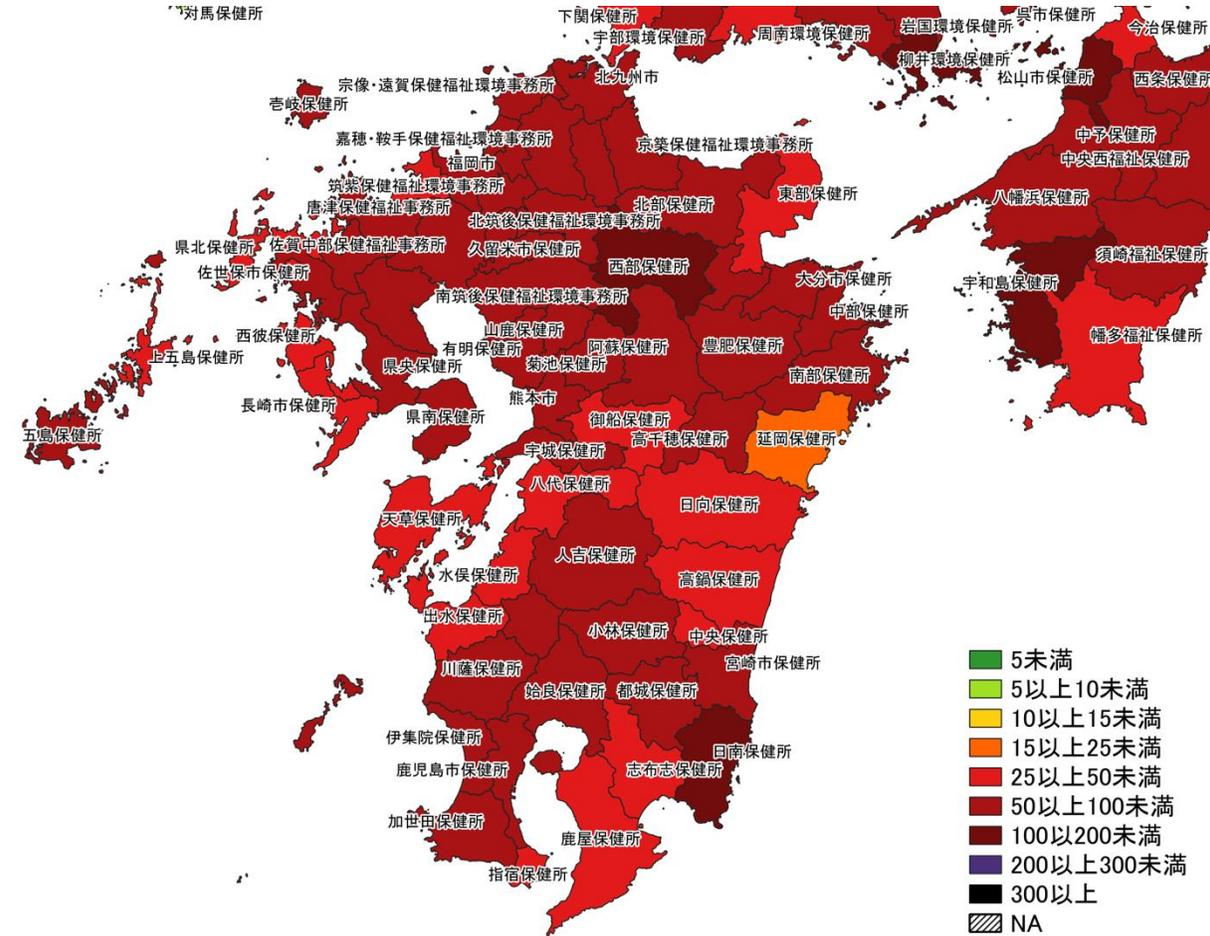 対馬保健所
下関保健所
宇部環境保健所
周南環境保健所
岩国環境保健所
呉市保健所
今治保健所
柳井環境保健所
松山市保健所
西条保健所
宗像・遠賀保健福祉環境事務所
北九州市
壱岐保健所
嘉穂・鞍手保健福祉環境事務所
京築保健福祉環境事務所
中予保健所
福岡市
中央西福祉保健所
筑紫保健福祉環境事務所
東部保健所
唐津保健福祉事務所
北部保健所
八幡浜保健所
北筑後保健福祉環境事務所
県北保健所
佐賀中部保健福祉事務所
久留米市保健所
須崎福祉保健所
佐世保市保健所
西部保健所
大分市保健所
宇和島保健所
南筑後保健福祉環境事務所
中部保健所
西彼保健所
山鹿保健所
幡多福祉保健所
上五島保健所
有明保健所
阿蘇保健所
豊肥保健所
県央保健所
菊池保健所
南部保健所
長崎市保健所
熊本市
県南保健所
御船保健所
五島保健所
高千穂保健所
延岡保健所
宇城保健所
八代保健所
日向保健所
天草保健所
人吉保健所
水俣保健所
高鍋保健所
出水保健所
小林保健所
中央保健所
川薩保健所
宮崎市保健所
姶良保健所
都城保健所
伊集院保健所
日南保健所
鹿児島市保健所
志布志保健所
加世田保健所
鹿屋保健所
指宿保健所
5未満
5以上10未満
10以上15未満
15以上25未満
25以上50未満
50以上100未満
100以200未満
200以上300未満
300以上
NA